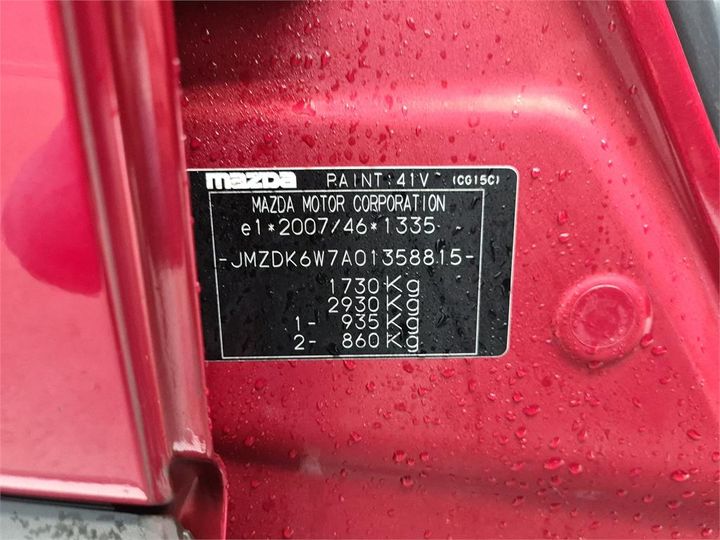 mazda PAINT:41V (CG15C)
MAZDA MOTOR CORPORATION
e1*2007/46*1335
-JMZDK6W7A01358815-
1730Kg
2930Kg
1- 935Kg
2- 860Kg